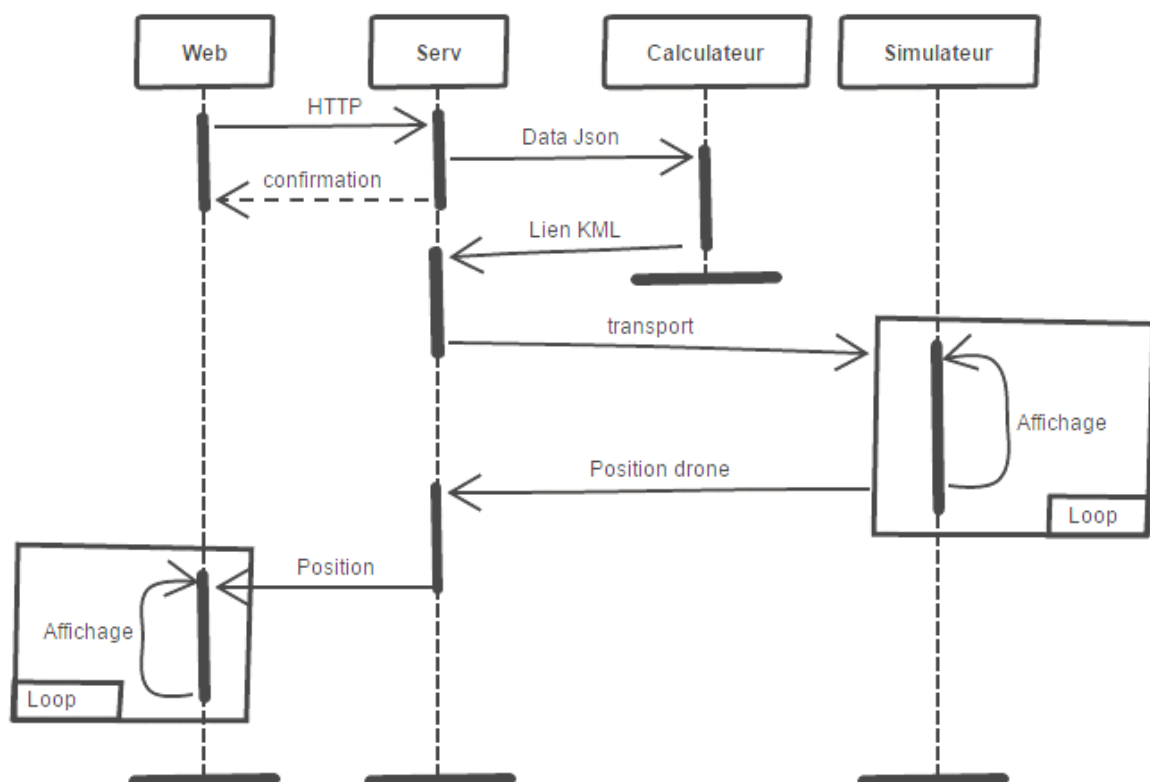 Web
Serv
Calculateur
Simulateur
HTTP
Data Json
confirmation
Lien KML
transport
Affichage
Position drone
Loop
Position
Affichage
Loop